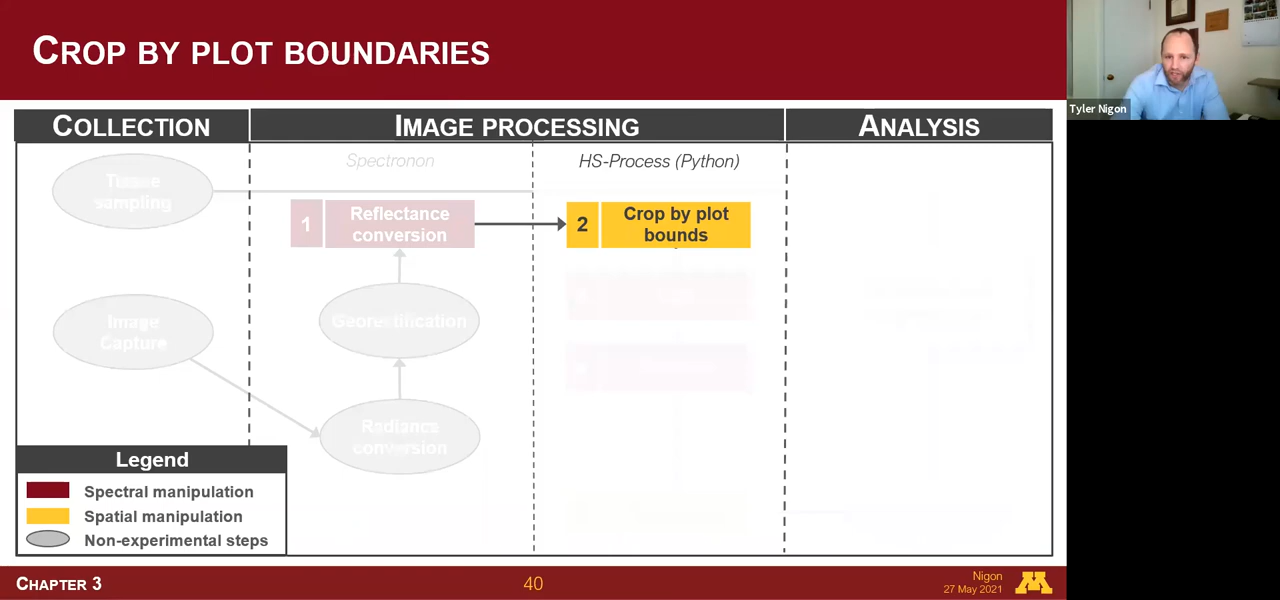 CROP BY PLOT BOUNDARIES
Tyler Nigon
COLLECTION
IMAGE PROCESSING
ANALYSIS
Spectronon
HS-Process (Python)
Tissue
sampling
1
Reflectance
conversion
2
Crop by plot
bounds
Image
Capture
Georectification
Radiance
conversion
Legend
Spectral manipulation
Spatial manipulation
Non-experimental steps
CHAPTER 3
40
Nigon
27 May 2021